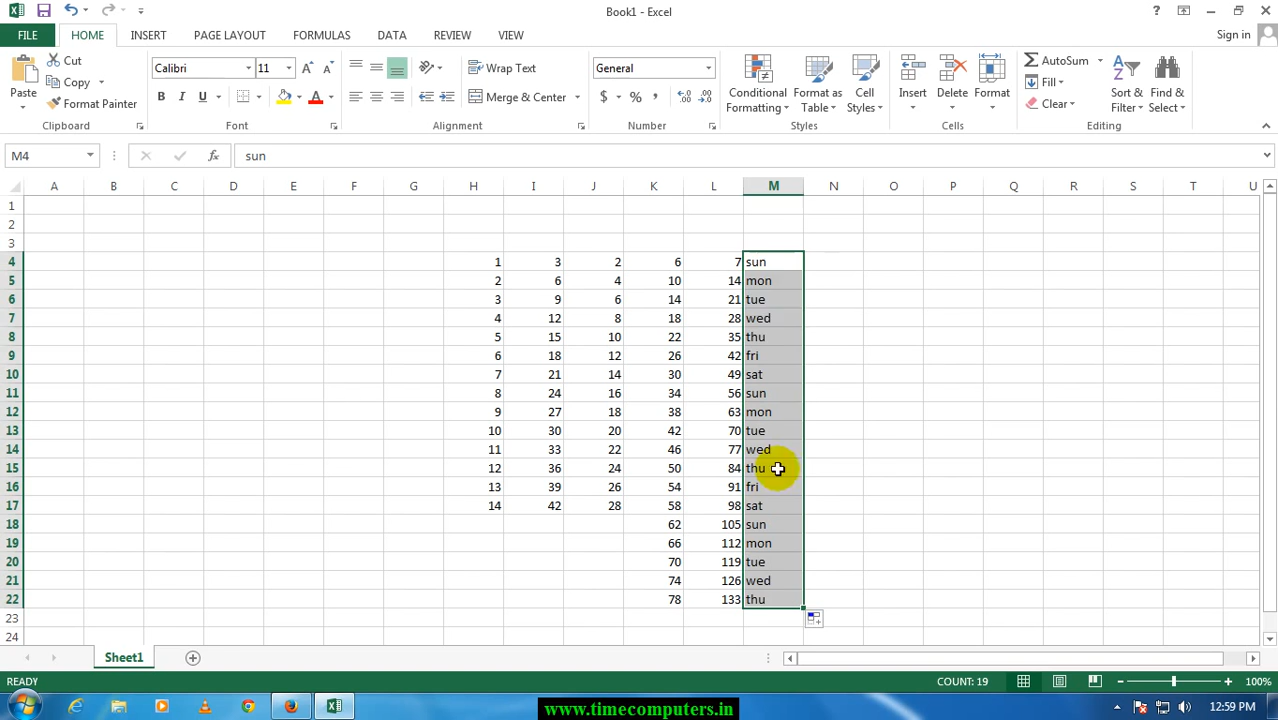 Book1 - Excel
?
FILE HOME INSERT PAGE LAYOUT FORMULAS DATA REVIEW VIEW Sign in
Cut
Copy
Format Painter
Paste
Clipboard
Calibri 11
B I U
A A A
Font
Wrap Text
Merge & Center
Alignment
General
$ % ,
Number
Conditional Formatting
Format as Table
Cell Styles
Styles
Insert Delete Format
Cells
AutoSum
Fill
Clear
Sort & Filter
Find & Select
Editing
M4 fx sun
A B C D E F G H I J K L M N O P Q R S T U
1
2
3
4 1 3 2 6 7 sun
5 2 6 4 10 14 mon
6 3 9 6 14 21 tue
7 4 12 8 18 28 wed
8 5 15 10 22 35 thu
9 6 18 12 26 42 fri
10 7 21 14 30 49 sat
11 8 24 16 34 56 sun
12 9 27 18 38 63 mon
13 10 30 20 42 70 tue
14 11 33 22 46 77 wed
15 12 36 24 50 84 thu
16 13 39 26 54 91 fri
17 14 42 28 58 98 sat
18 62 105 sun
19 66 112 mon
20 70 119 tue
21 74 126 wed
22 78 133 thu
23
24
Sheet1
READY COUNT: 19 100%
www.timecomputers.in 12:59 PM